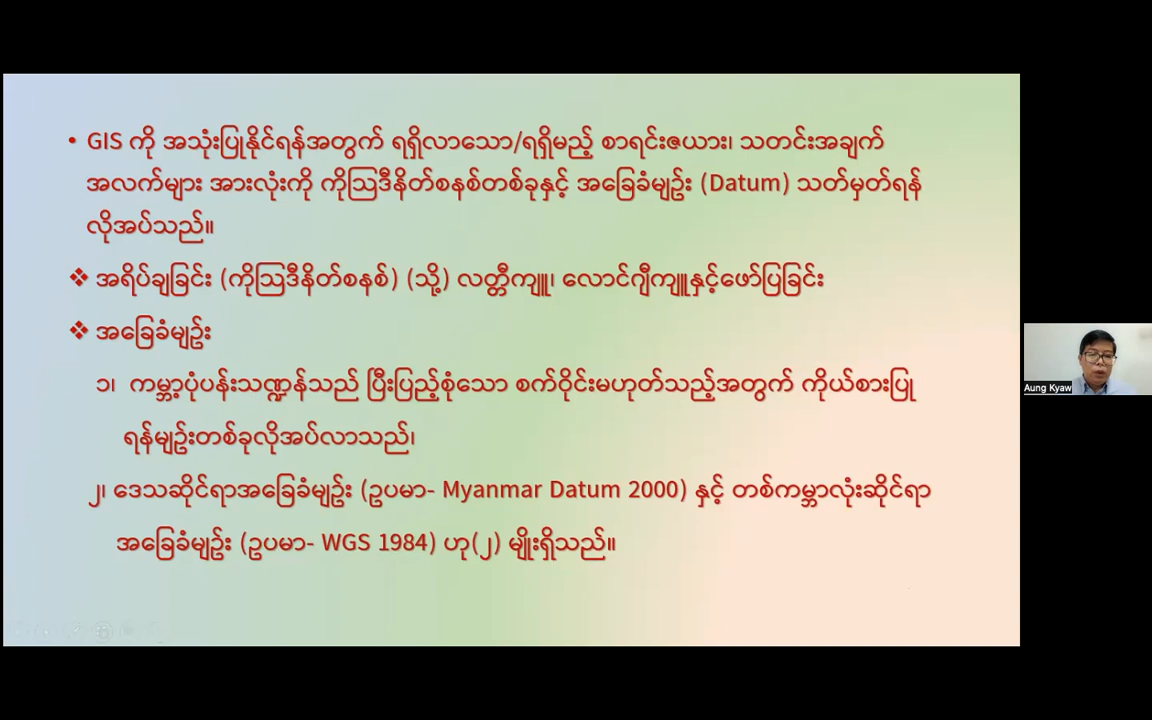 • GIS ကို အသုံးပြုနိုင်ရန်အတွက် ရရှိလာသော/ရရှိမည့် စာရင်းဇယား၊ သတင်းအချက်
အလက်များ အားလုံးကို ကိုဩဒီနိတ်စနစ်တစ်ခုနှင့် အခြေခံမျဥ်း (Datum) သတ်မှတ်ရန်
လိုအပ်သည်။
❖ အရိပ်ချခြင်း (ကိုဩဒီနိတ်စနစ်) (သို့) လတ္တီကျူ၊ လောင်ဂျီကျူနှင့်ဖော်ပြခြင်း
❖ အခြေခံမျဥ်း
၁၊ ကမ္ဘာ့ပုံပန်းသဏ္ဍန်သည် ပြီးပြည့်စုံသော စက်ဝိုင်းမဟုတ်သည့်အတွက် ကိုယ်စားပြု
ရန်မျဥ်းတစ်ခုလိုအပ်လာသည်၊
၂၊ ဒေသဆိုင်ရာအခြေခံမျဥ်း (ဥပမာ- Myanmar Datum 2000) နှင့် တစ်ကမ္ဘာလုံးဆိုင်ရာ
အခြေခံမျဥ်း (ဥပမာ- WGS 1984) ဟု(၂) မျိုးရှိသည်။
Aung Kyaw